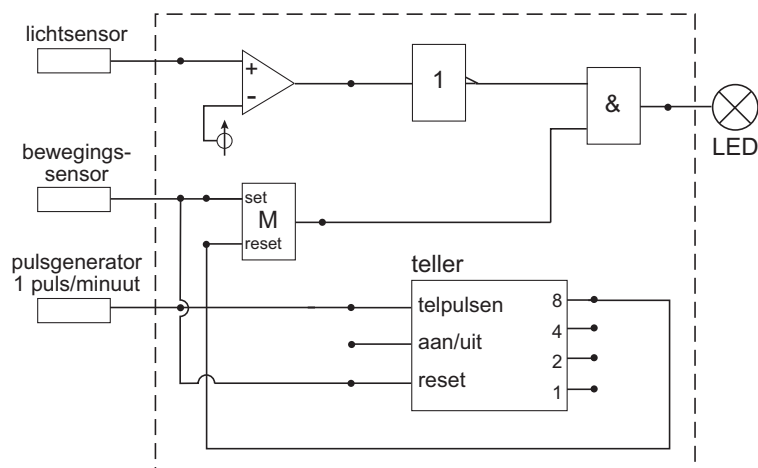 lichtsensor
+
-
1
&
LED
bewegings-
sensor
set
M
reset
pulsgenerator
1 puls/minuut
teller
telpulsen
8
aan/uit
4
2
reset
1